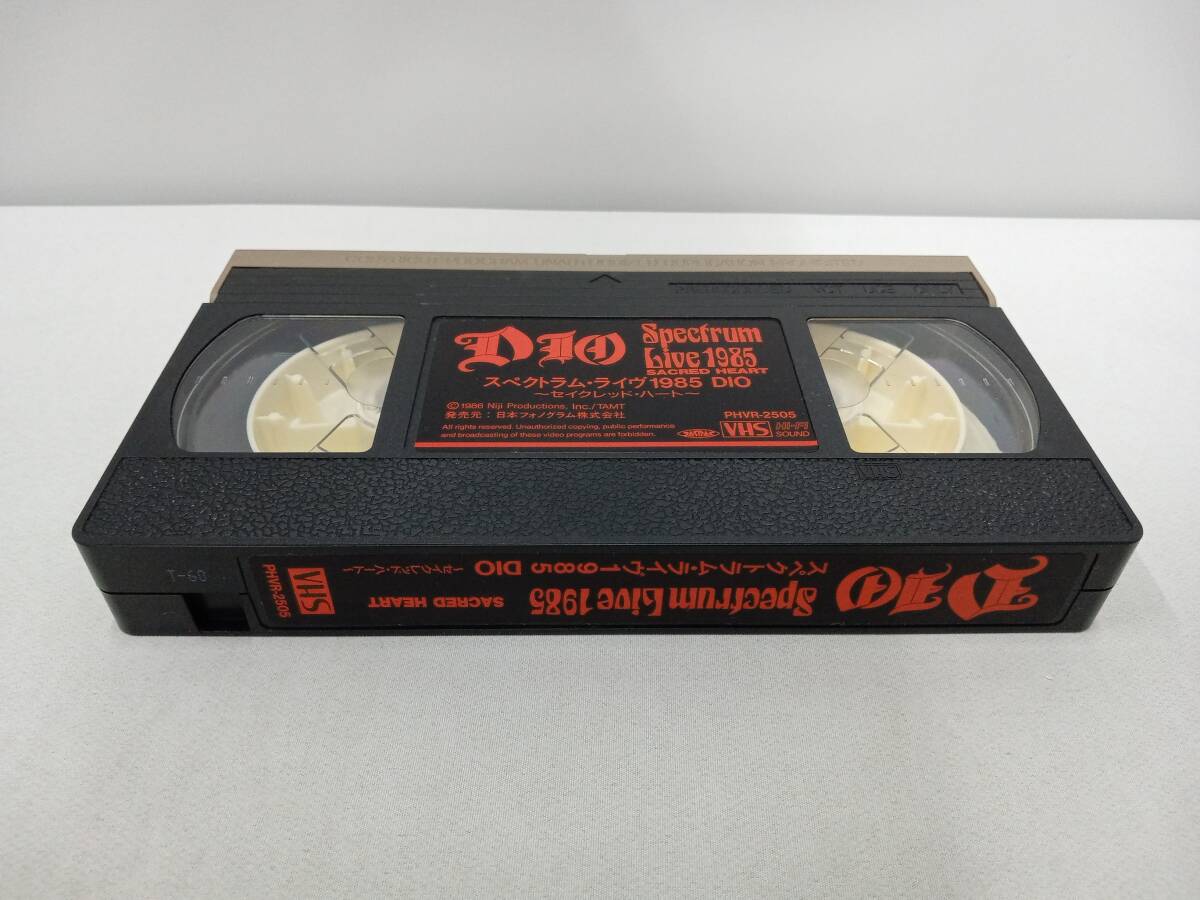 DIO
Spectrum
Live 1985
SACRED HEART
スペクトラム・ライヴ1985 DIO
〜セイクレッド・ハート〜
©1986 Niji Productions, Inc./TAMT
発売元：日本フォノグラム株式会社
PHVR-2505
All rights reserved. Unauthorized copying, public performance
and broadcasting of these video programs are forbidden.
VHS
HI-FI
SOUND
T-60
DIO
Spectrum Live 1985
スペクトラム・ライヴ1985 DIO
〜セイクレッド・ハート〜
SACRED HEART
VHS
PHVR-2505